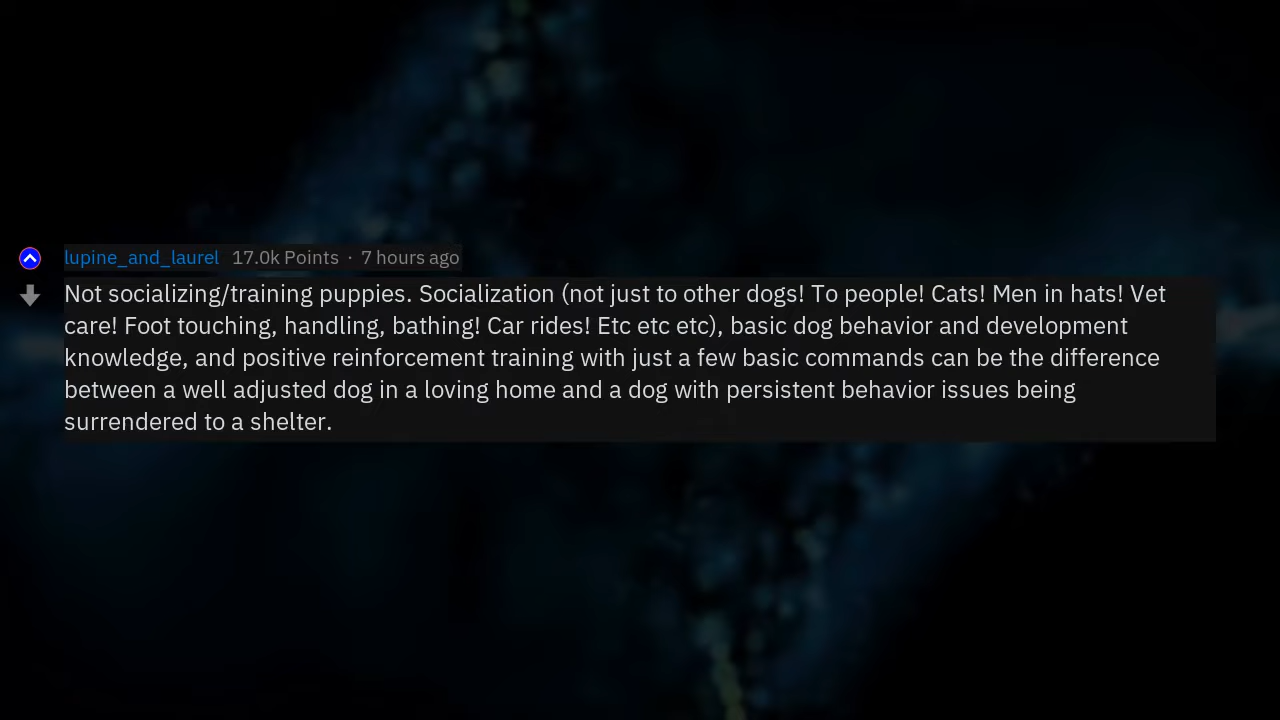 lupine_and_laurel 17.0k Points · 7 hours ago
Not socializing/training puppies. Socialization (not just to other dogs! To people! Cats! Men in hats! Vet
care! Foot touching, handling, bathing! Car rides! Etc etc etc), basic dog behavior and development
knowledge, and positive reinforcement training with just a few basic commands can be the difference
between a well adjusted dog in a loving home and a dog with persistent behavior issues being
surrendered to a shelter.